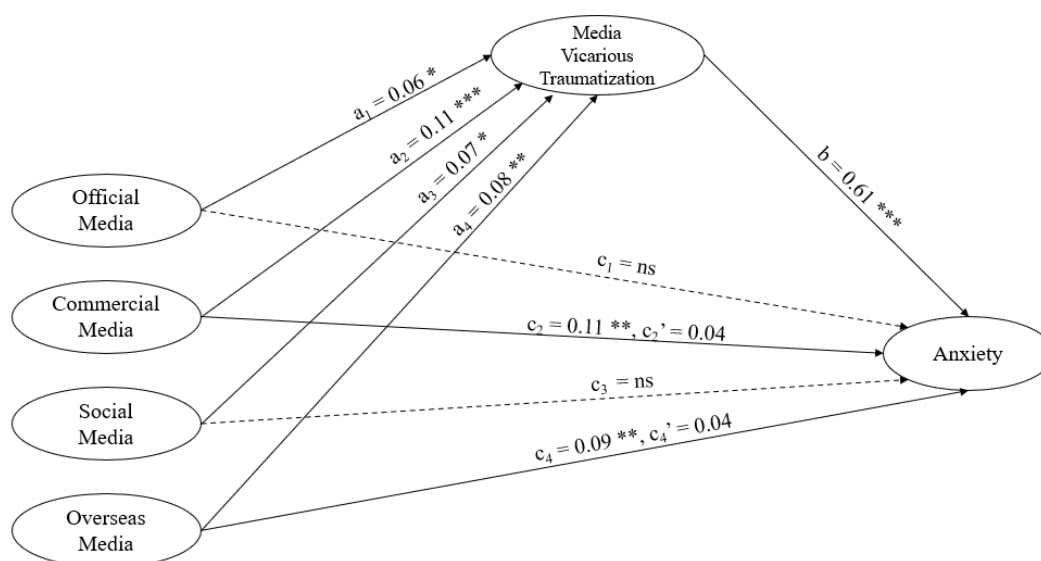 Media
Vicarious
Traumatization
a₁ = 0.06 *
a₂ = 0.11 ***
a₃ = 0.07 *
a₄ = 0.08 **
b = 0.61 ***
Official
Media
c₁ = ns
Commercial
Media
c₂ = 0.11 **, c₂’ = 0.04
Anxiety
c₃ = ns
Social
Media
c₄ = 0.09 **, c₄’ = 0.04
Overseas
Media